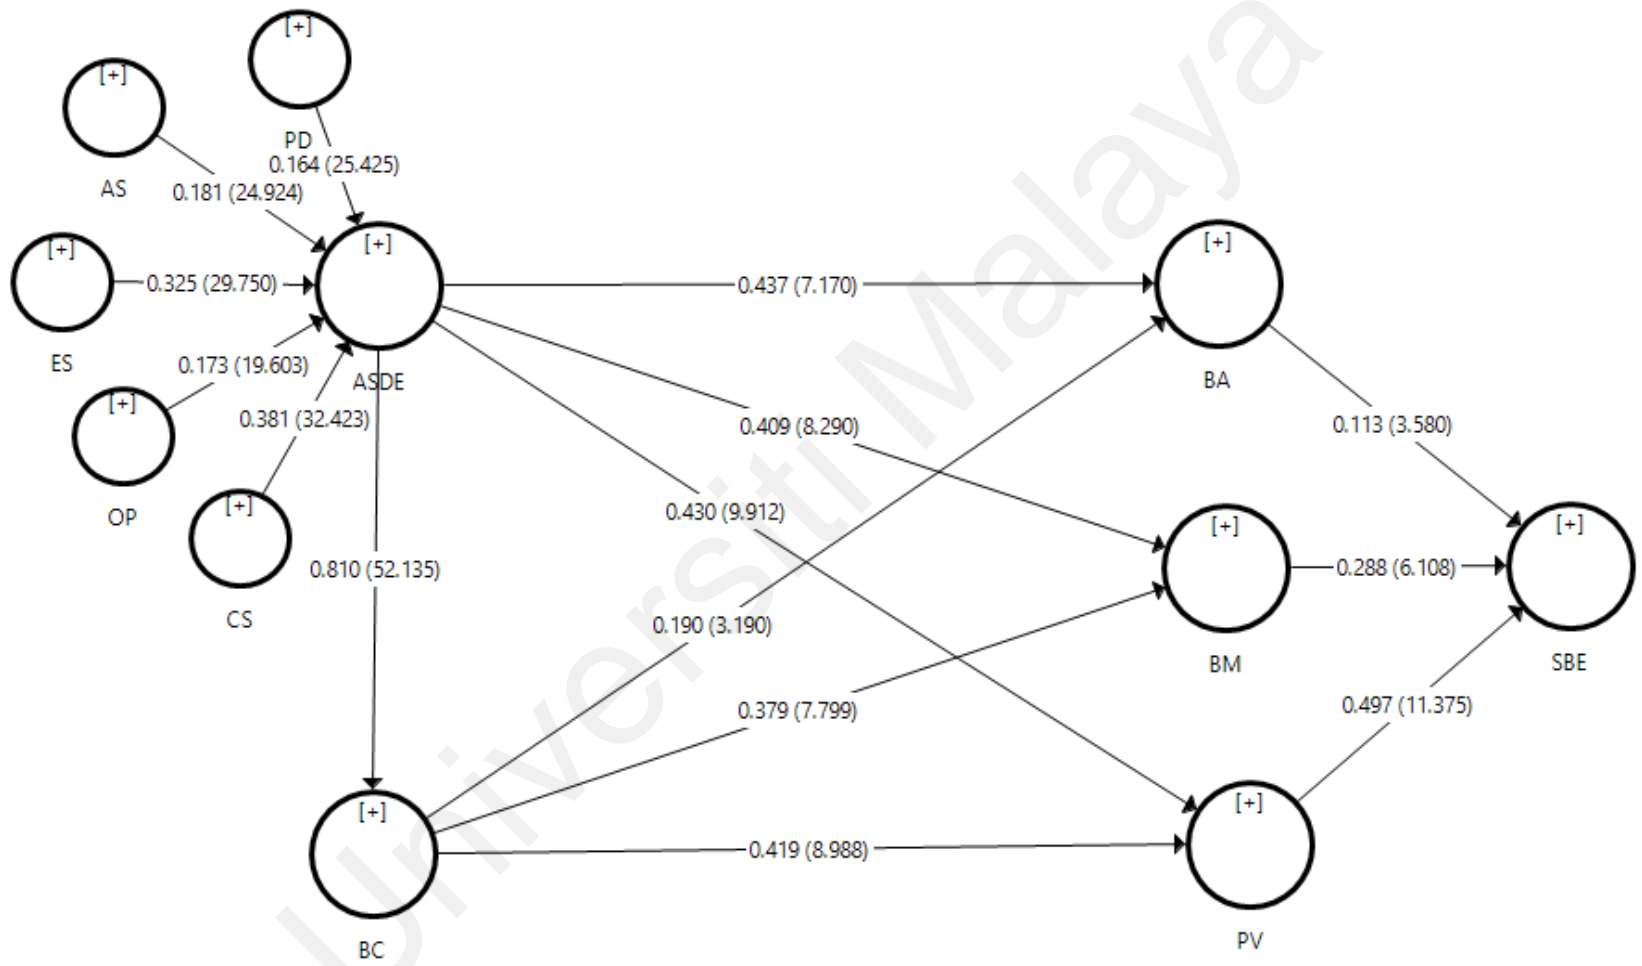 [+]
PD
[+]
AS
0.164 (25.425)
0.181 (24.924)
[+]
ES
0.325 (29.750)
[+]
ASDE
0.437 (7.170)
[+]
BA
0.173 (19.603)
[+]
OP
0.381 (32.423)
[+]
CS
0.409 (8.290)
0.113 (3.580)
0.430 (9.912)
0.810 (52.135)
[+]
BM
0.288 (6.108)
[+]
SBE
0.190 (3.190)
0.379 (7.799)
0.497 (11.375)
[+]
BC
0.419 (8.988)
[+]
PV
Universiti Malaya